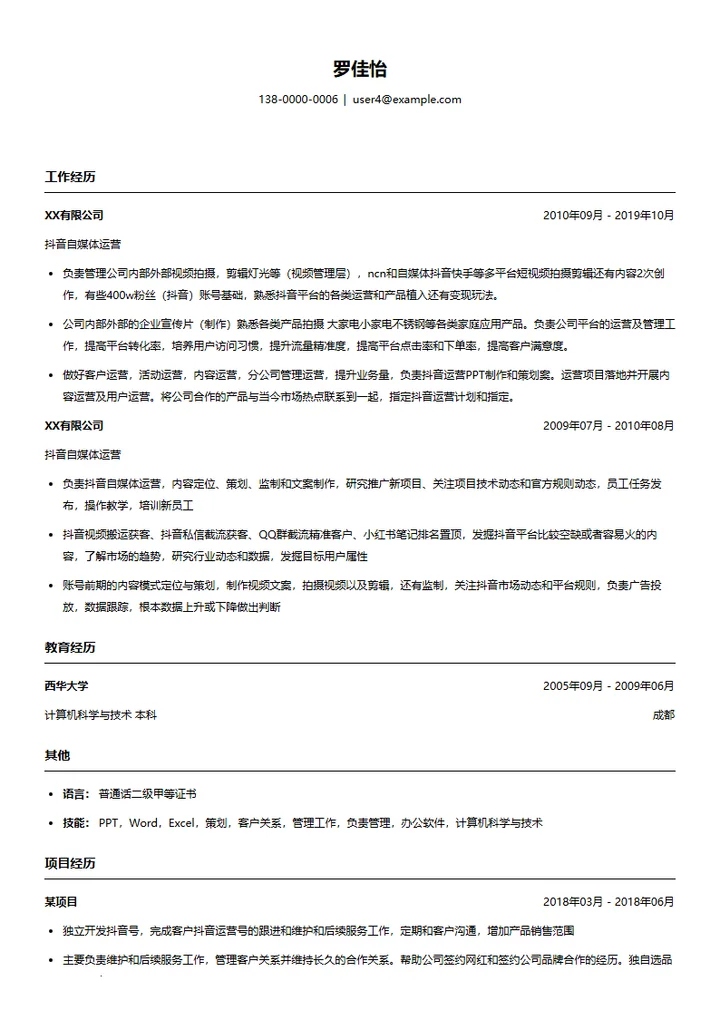 罗佳怡
138-0000-0006 | user4@example.com
工作经历
XX有限公司 2010年09月 - 2019年10月
抖音自媒体运营
• 负责管理公司内部外部视频拍摄，剪辑灯光等（视频管理层），ncn和自媒体抖音快手等多平台短视频拍摄剪辑还有内容2次创
作，有些400w粉丝（抖音）账号基础，熟悉抖音平台的各类运营和产品植入还有变现玩法。
• 公司内部外部的企业宣传片（制作）熟悉各类产品拍摄 大家电小家电不锈钢等各类家庭应用产品。负责公司平台的运营及管理工
作，提高平台转化率，培养用户访问习惯，提升流量精准度，提高平台点击率和下单率，提高客户满意度。
• 做好客户运营，活动运营，内容运营，分公司管理运营，提升业务量，负责抖音运营PPT制作和策划案。运营项目落地并开展内
容运营及用户运营。将公司合作的产品与当今市场热点联系到一起，指定抖音运营计划和指定。
XX有限公司 2009年07月 - 2010年08月
抖音自媒体运营
• 负责抖音自媒体运营，内容定位、策划、监制和文案制作，研究推广新项目、关注项目技术动态和官方规则动态，员工任务发
布，操作教学，培训新员工
• 抖音视频搬运获客、抖音私信截流获客、QQ群截流精准客户、小红书笔记排名置顶，发掘抖音平台比较空缺或者容易火的内
容，了解市场的趋势，研究行业动态和数据，发掘目标用户属性
• 账号前期的内容模式定位与策划，制作视频文案，拍摄视频以及剪辑，还有监制，关注抖音市场动态和平台规则，负责广告投
放，数据跟踪，根本数据上升或下降做出判断
教育经历
西华大学 2005年09月 - 2009年06月
计算机科学与技术 本科 成都
其他
• 语言： 普通话二级甲等证书
• 技能： PPT，Word，Excel，策划，客户关系，管理工作，负责管理，办公软件，计算机科学与技术
项目经历
某项目 2018年03月 - 2018年06月
• 独立开发抖音号，完成客户抖音运营号的跟进和维护和后续服务工作，定期和客户沟通，增加产品销售范围
• 主要负责维护和后续服务工作，管理客户关系并维持长久的合作关系。帮助公司签约网红和签约公司品牌合作的经历。独自选品